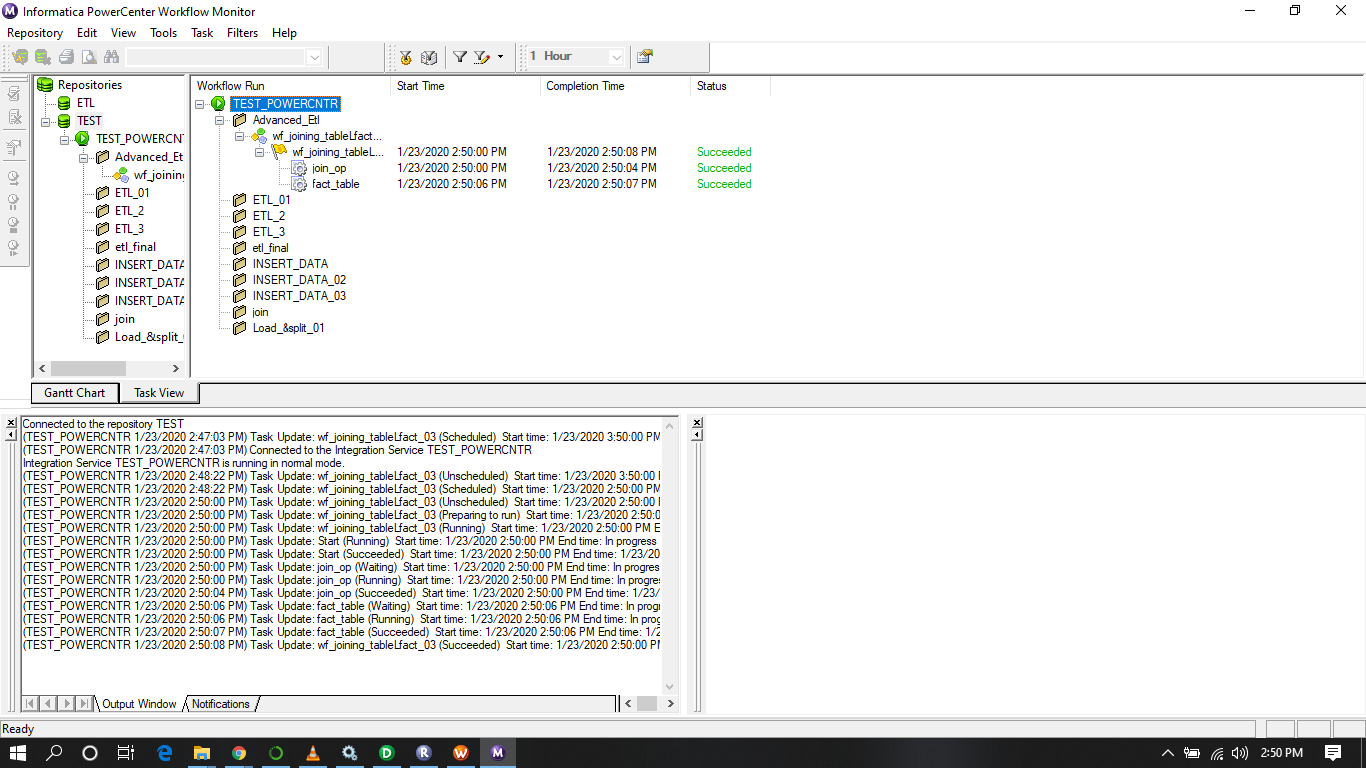 Informatica PowerCenter Workflow Monitor
Repository Edit View Tools Task Filters Help
1 Hour
Repositories
ETL
TEST
TEST_POWERCN
Advanced_Et
wf_joining
ETL_01
ETL_2
ETL_3
etl_final
INSERT_DATA
INSERT_DATA
INSERT_DATA
join
Load_&split_
Workflow Run Start Time Completion Time Status
TEST_POWERCNTR
Advanced_Etl
wf_joining_tableLfact...
wf_joining_tableL... 1/23/2020 2:50:00 PM 1/23/2020 2:50:08 PM Succeeded
join_op 1/23/2020 2:50:00 PM 1/23/2020 2:50:04 PM Succeeded
fact_table 1/23/2020 2:50:06 PM 1/23/2020 2:50:07 PM Succeeded
ETL_01
ETL_2
ETL_3
etl_final
INSERT_DATA
INSERT_DATA_02
INSERT_DATA_03
join
Load_&split_01
Gantt Chart Task View
Connected to the repository TEST
(TEST_POWERCNTR 1/23/2020 2:47:03 PM) Task Update: wf_joining_tableLfact_03 (Scheduled) Start time: 1/23/2020 3:50:00 PM
(TEST_POWERCNTR 1/23/2020 2:47:03 PM) Connected to the Integration Service TEST_POWERCNTR
Integration Service TEST_POWERCNTR is running in normal mode.
(TEST_POWERCNTR 1/23/2020 2:48:22 PM) Task Update: wf_joining_tableLfact_03 (Unscheduled) Start time: 1/23/2020 3:50:00
(TEST_POWERCNTR 1/23/2020 2:48:22 PM) Task Update: wf_joining_tableLfact_03 (Scheduled) Start time: 1/23/2020 2:50:00 PM
(TEST_POWERCNTR 1/23/2020 2:50:00 PM) Task Update: wf_joining_tableLfact_03 (Unscheduled) Start time: 1/23/2020 2:50:00
(TEST_POWERCNTR 1/23/2020 2:50:00 PM) Task Update: wf_joining_tableLfact_03 (Preparing to run) Start time: 1/23/2020 2:50:0
(TEST_POWERCNTR 1/23/2020 2:50:00 PM) Task Update: wf_joining_tableLfact_03 (Running) Start time: 1/23/2020 2:50:00 PM E
(TEST_POWERCNTR 1/23/2020 2:50:00 PM) Task Update: Start (Running) Start time: 1/23/2020 2:50:00 PM End time: In progress
(TEST_POWERCNTR 1/23/2020 2:50:00 PM) Task Update: Start (Succeeded) Start time: 1/23/2020 2:50:00 PM End time: 1/23/20
(TEST_POWERCNTR 1/23/2020 2:50:00 PM) Task Update: join_op (Waiting) Start time: 1/23/2020 2:50:00 PM End time: In progres
(TEST_POWERCNTR 1/23/2020 2:50:00 PM) Task Update: join_op (Running) Start time: 1/23/2020 2:50:00 PM End time: In progres
(TEST_POWERCNTR 1/23/2020 2:50:04 PM) Task Update: join_op (Succeeded) Start time: 1/23/2020 2:50:00 PM End time: 1/23/
(TEST_POWERCNTR 1/23/2020 2:50:06 PM) Task Update: fact_table (Waiting) Start time: 1/23/2020 2:50:06 PM End time: In prog
(TEST_POWERCNTR 1/23/2020 2:50:06 PM) Task Update: fact_table (Running) Start time: 1/23/2020 2:50:06 PM End time: In prog
(TEST_POWERCNTR 1/23/2020 2:50:07 PM) Task Update: fact_table (Succeeded) Start time: 1/23/2020 2:50:06 PM End time: 1/2
(TEST_POWERCNTR 1/23/2020 2:50:08 PM) Task Update: wf_joining_tableLfact_03 (Succeeded) Start time: 1/23/2020 2:50:00 P
Output Window Notifications
Ready
2:50 PM